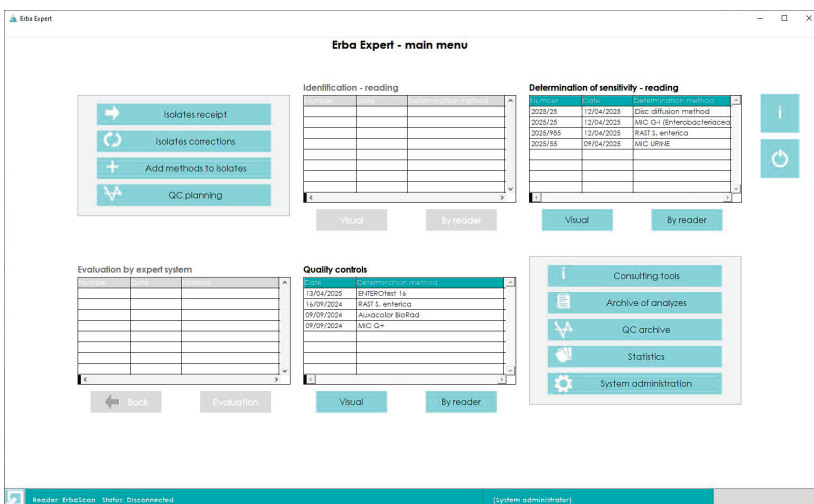 Erba Expert
Erba Expert - main menu
Isolates receipt
Isolates corrections
Add methods to isolates
QC planning
Identification - reading
Number Date Determination method
Visual By reader
Determination of sensitivity - reading
Number Date Determination method
2025/25 12/04/2025 Disc diffusion method
2025/25 12/04/2025 MIC G-I (Enterobacteriacea
2025/985 12/04/2025 RAST S. enterica
2025/55 09/04/2025 MIC URINE
Visual By reader
i
Evaluation by expert system
Number Date Material
Back Evaluation
Quality controls
Date Determination method
13/04/2025 ENTEROtest 16
16/09/2024 RAST S. enterica
09/09/2024 Auxacolor BioRad
09/09/2024 MIC G+
Visual By reader
i Consulting tools
Archive of analyzes
QC archive
Statistics
System administration
Reader: ErbaScan Status: Disconnected (System administrator)